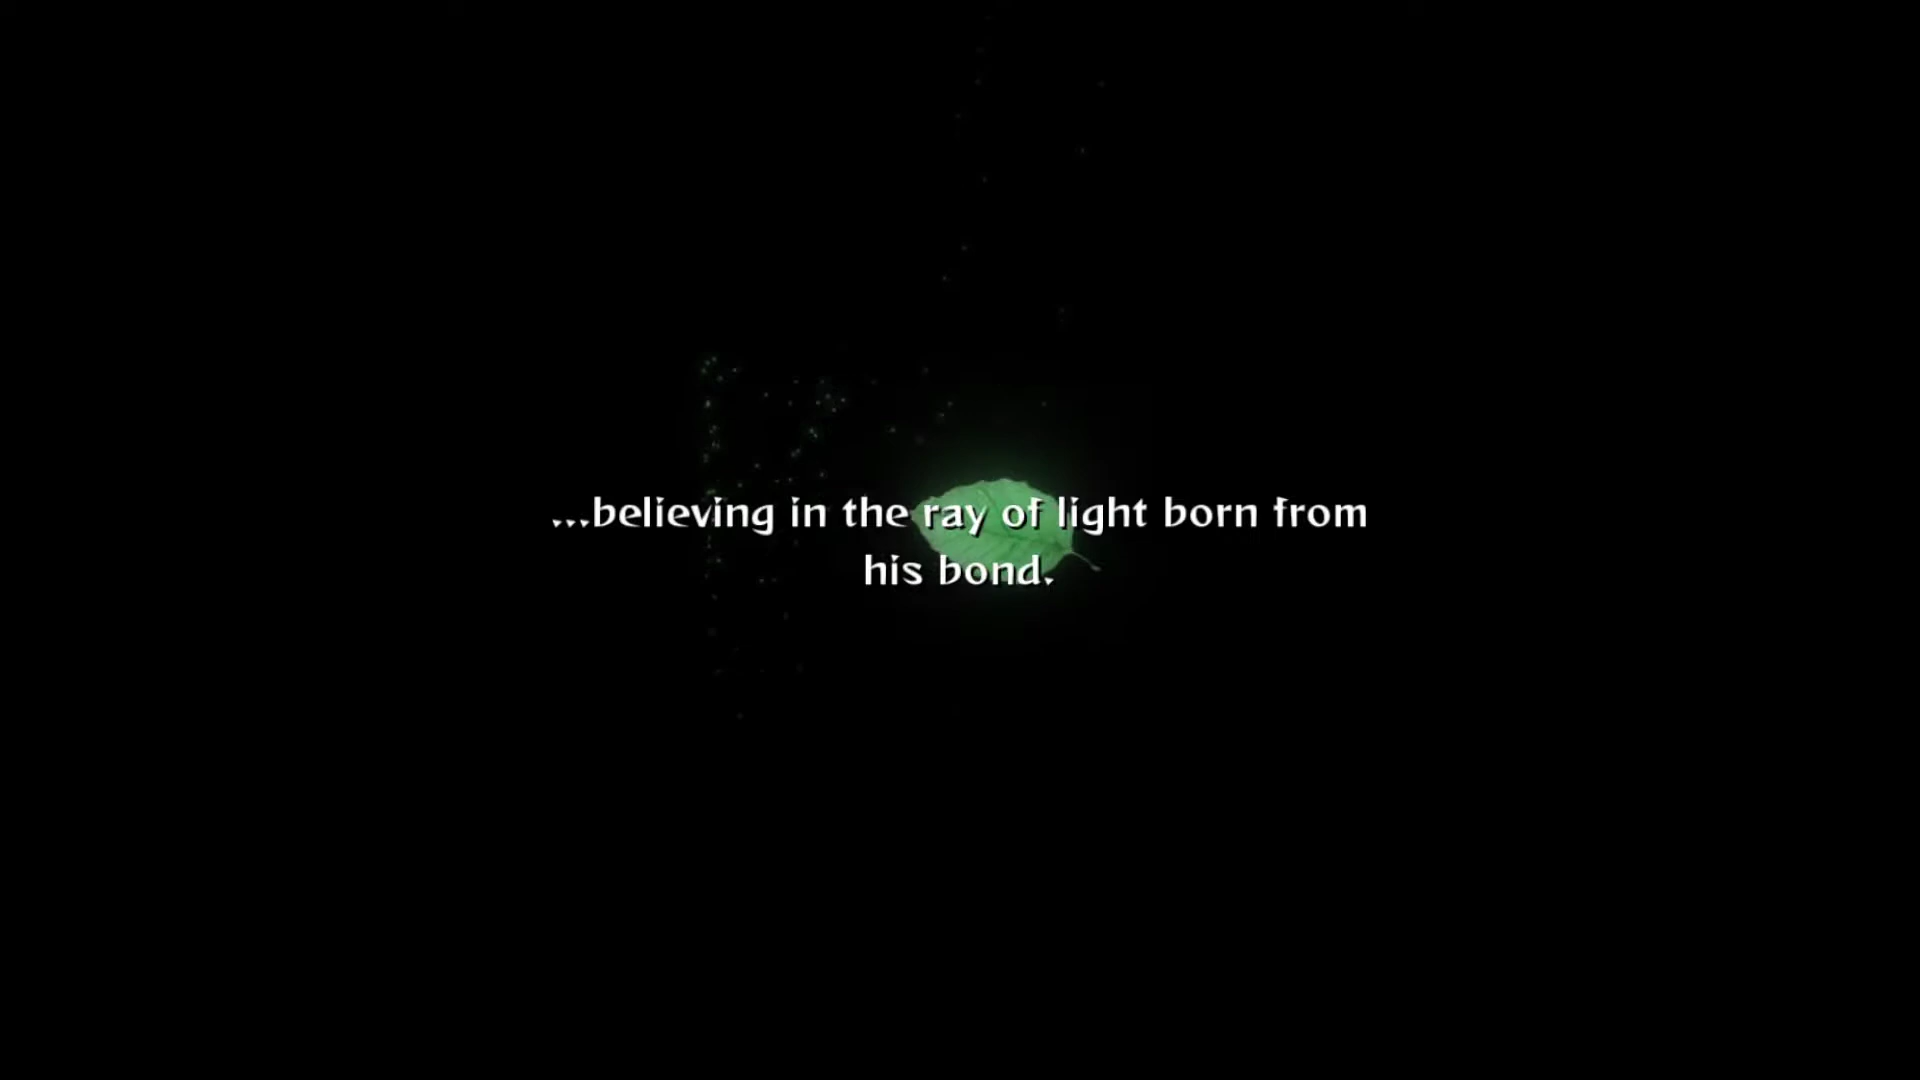 ...believing in the ray of light born from
his bond.